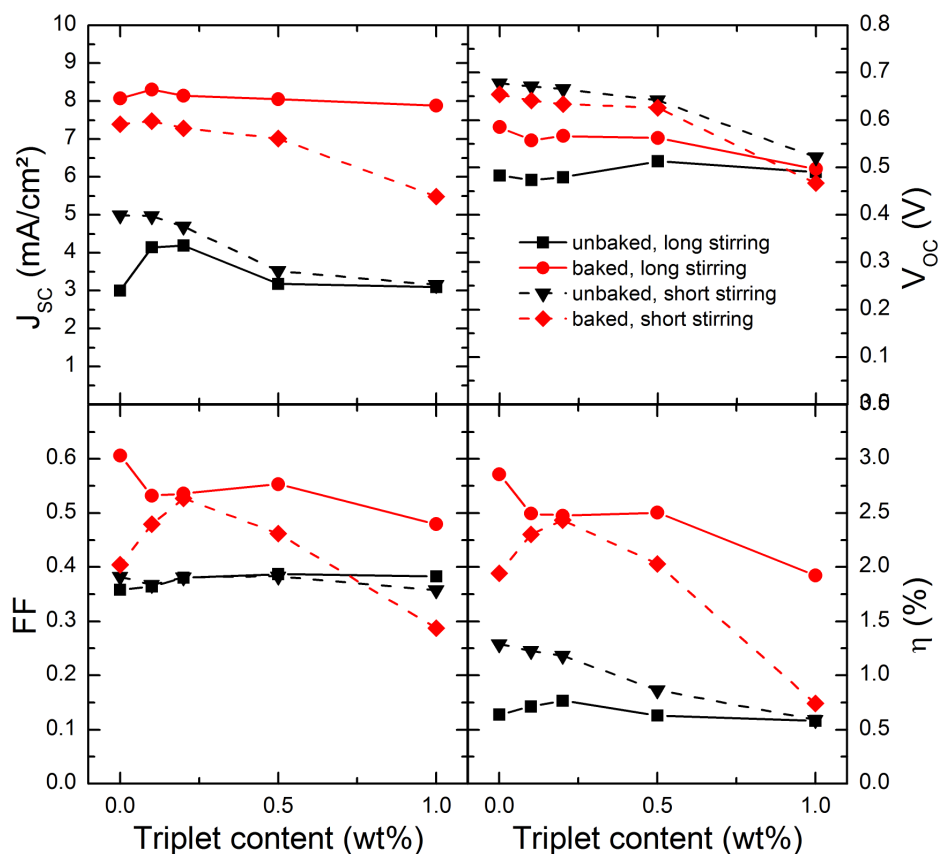 10
9
8
7
6
5
4
3
2
1
J_SC (mA/cm²)
0.8
0.7
0.6
0.5
0.4
0.3
0.2
0.1
V_OC (V)
unbaked, long stirring
baked, long stirring
unbaked, short stirring
baked, short stirring
0.6
0.5
0.4
0.3
0.2
0.1
0.0
FF
3.0
2.5
2.0
1.5
1.0
0.5
0.0
η (%)
0.0 0.5 1.0
Triplet content (wt%)
0.0 0.5 1.0
Triplet content (wt%)